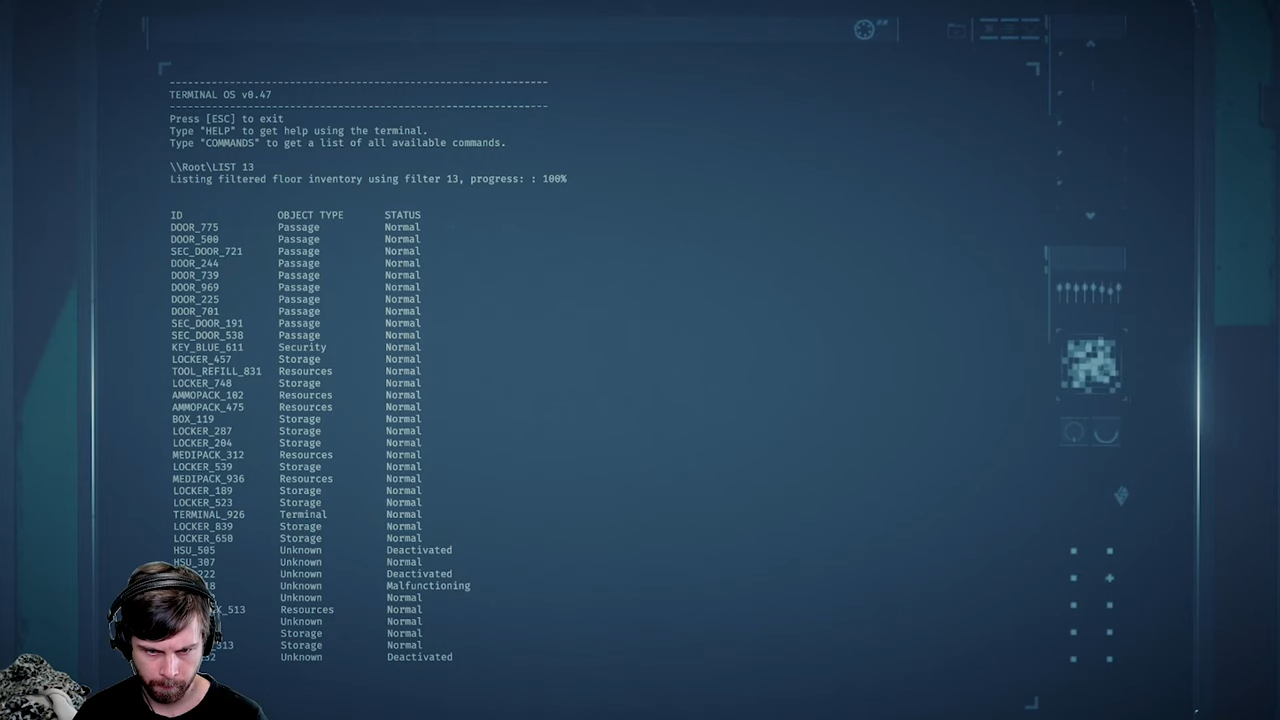 TERMINAL OS v0.47
Press [ESC] to exit
Type "HELP" to get help using the terminal.
Type "COMMANDS" to get a list of all available commands.
\\Root\LIST 13
Listing filtered floor inventory using filter 13, progress: : 100%
ID OBJECT TYPE STATUS
DOOR_775 Passage Normal
DOOR_500 Passage Normal
SEC_DOOR_721 Passage Normal
DOOR_244 Passage Normal
DOOR_739 Passage Normal
DOOR_969 Passage Normal
DOOR_225 Passage Normal
DOOR_701 Passage Normal
SEC_DOOR_191 Passage Normal
SEC_DOOR_538 Passage Normal
KEY_BLUE_611 Security Normal
LOCKER_457 Storage Normal
TOOL_REFILL_831 Resources Normal
LOCKER_748 Storage Normal
AMMOPACK_102 Resources Normal
AMMOPACK_475 Resources Normal
BOX_119 Storage Normal
LOCKER_287 Storage Normal
LOCKER_204 Storage Normal
MEDIPACK_312 Resources Normal
LOCKER_539 Storage Normal
MEDIPACK_936 Resources Normal
LOCKER_189 Storage Normal
LOCKER_523 Storage Normal
TERMINAL_926 Terminal Normal
LOCKER_839 Storage Normal
LOCKER_650 Storage Normal
HSU_505 Unknown Deactivated
HSU_307 Unknown Normal
222 Unknown Deactivated
Unknown Malfunctioning
Unknown Normal
_513 Resources Normal
Unknown Normal
Storage Normal
313 Storage Normal
Unknown Deactivated